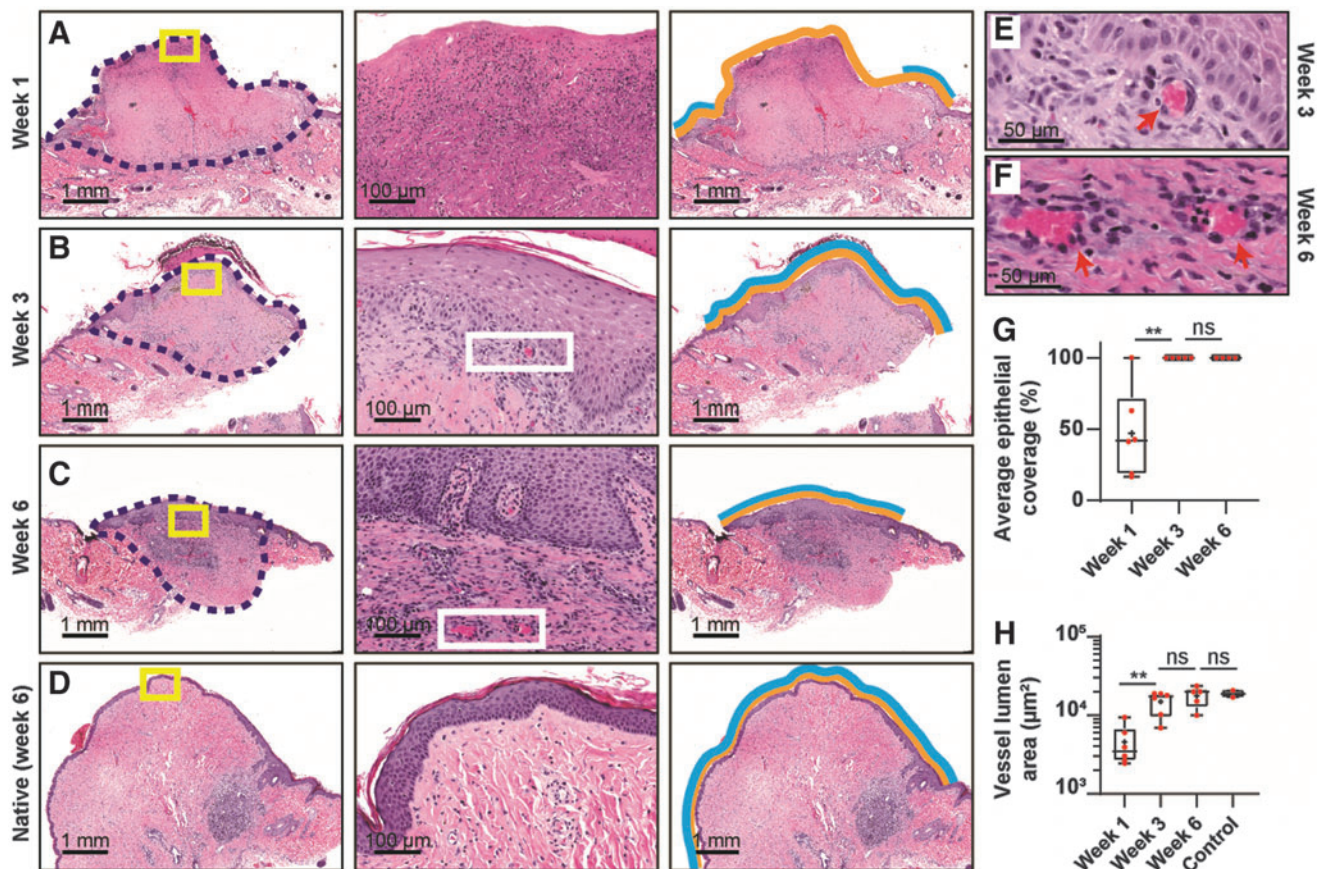 A
Week 1
1 mm
100 µm
1 mm
B
Week 3
1 mm
100 µm
1 mm
C
Week 6
1 mm
100 µm
1 mm
D
Native (week 6)
1 mm
100 µm
1 mm
E
Week 3
50 µm
F
Week 6
50 µm
G
** ns
Average epithelial
coverage (%)
100
50
0
Week 1 Week 3 Week 6
H
** ns ns
Vessel lumen
area (µm²)
10⁵
10⁴
10³
Week 1 Week 3 Week 6 Control